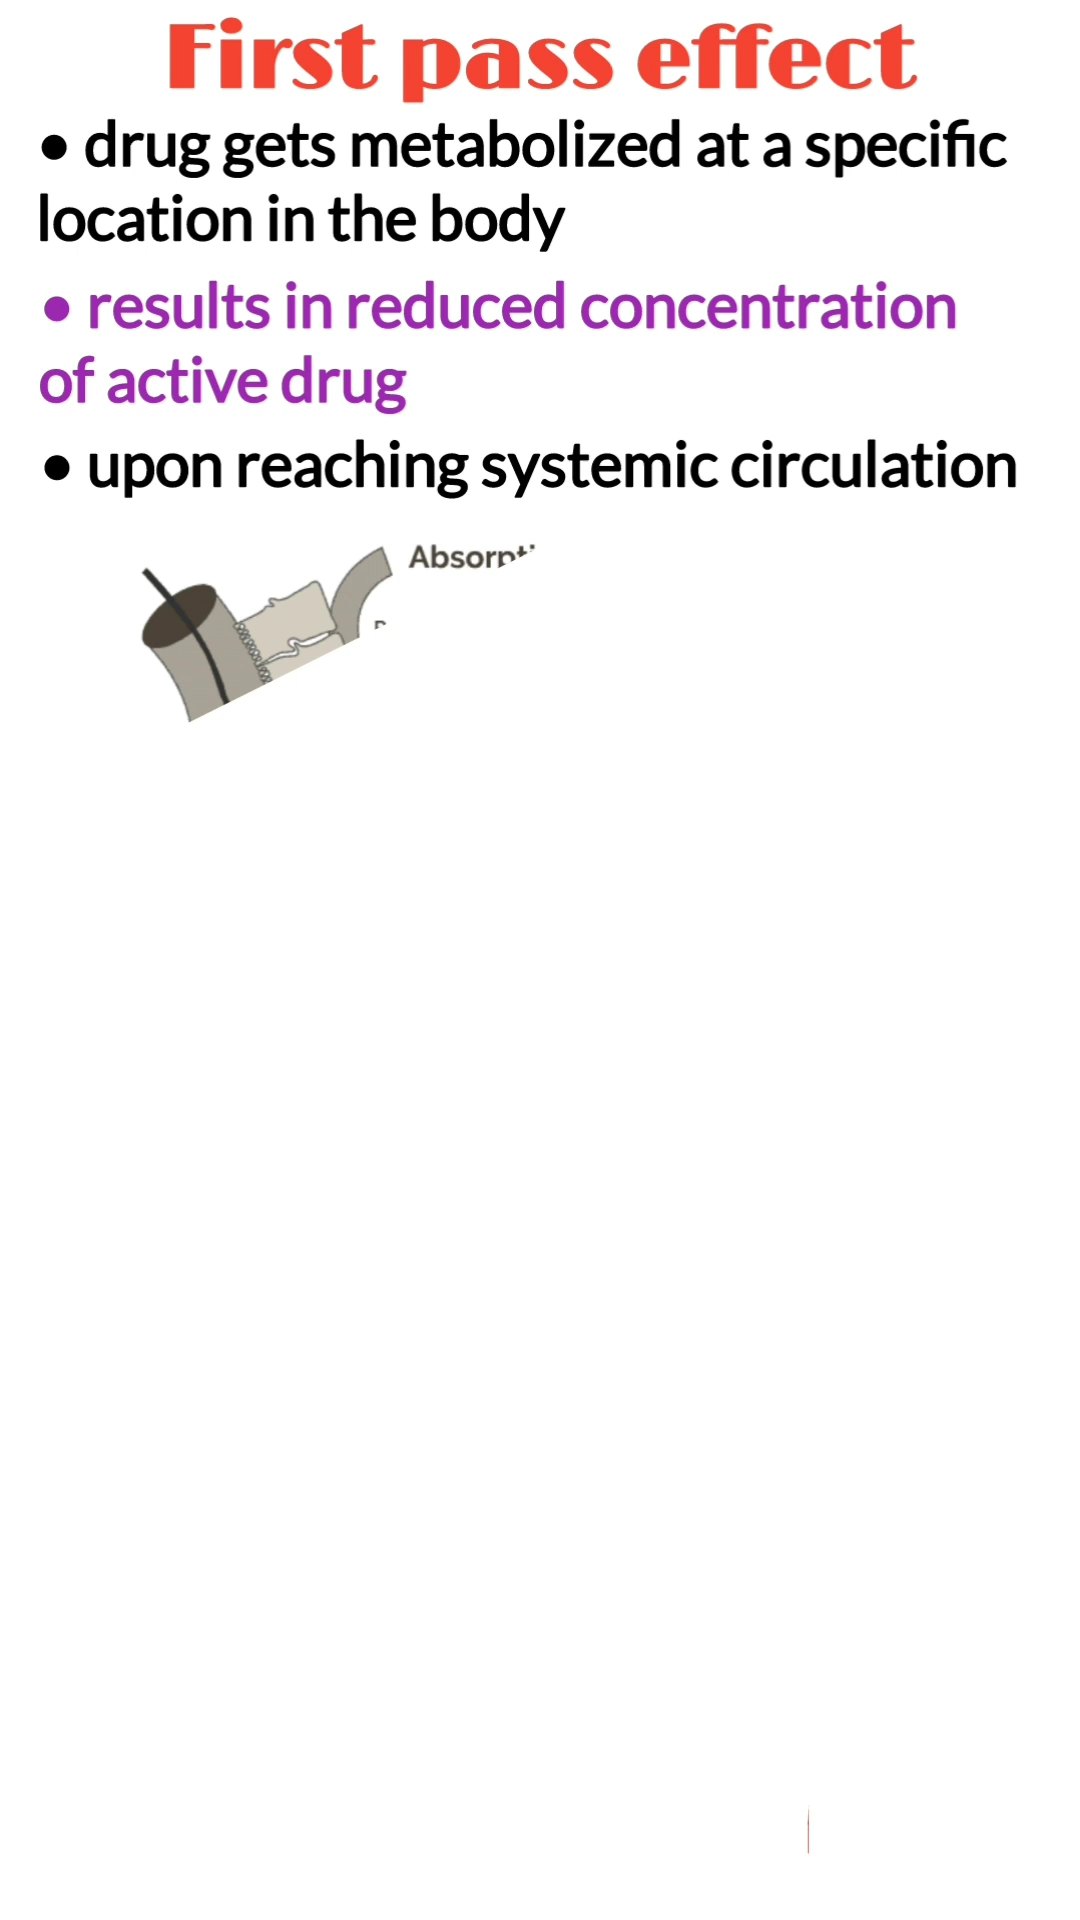 First pass effect
• drug gets metabolized at a specific
location in the body
• results in reduced concentration
of active drug
• upon reaching systemic circulation